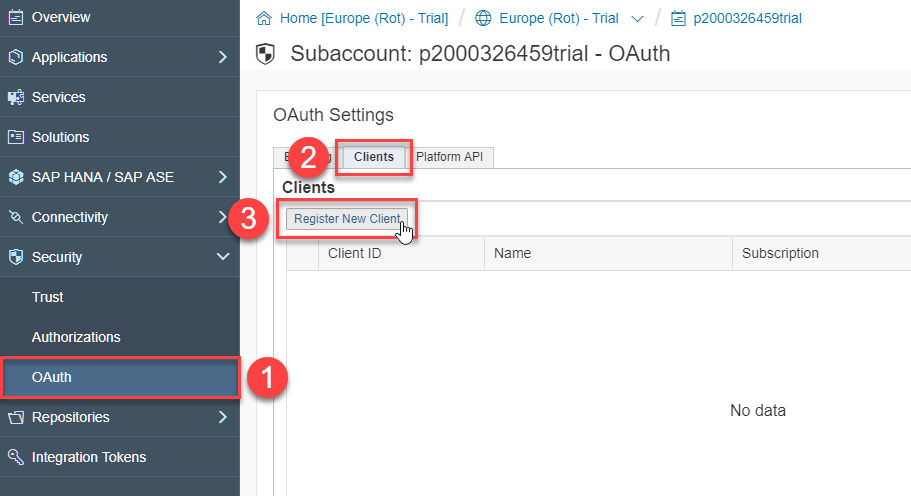 Overview
Applications
Services
Solutions
SAP HANA / SAP ASE
Connectivity
Security
Trust
Authorizations
OAuth
1
Repositories
Integration Tokens
Home [Europe (Rot) - Trial] / Europe (Rot) - Trial / p2000326459trial
Subaccount: p2000326459trial - OAuth
OAuth Settings
2 Clients Platform API
Clients
3 Register New Client
Client ID Name Subscription
No data